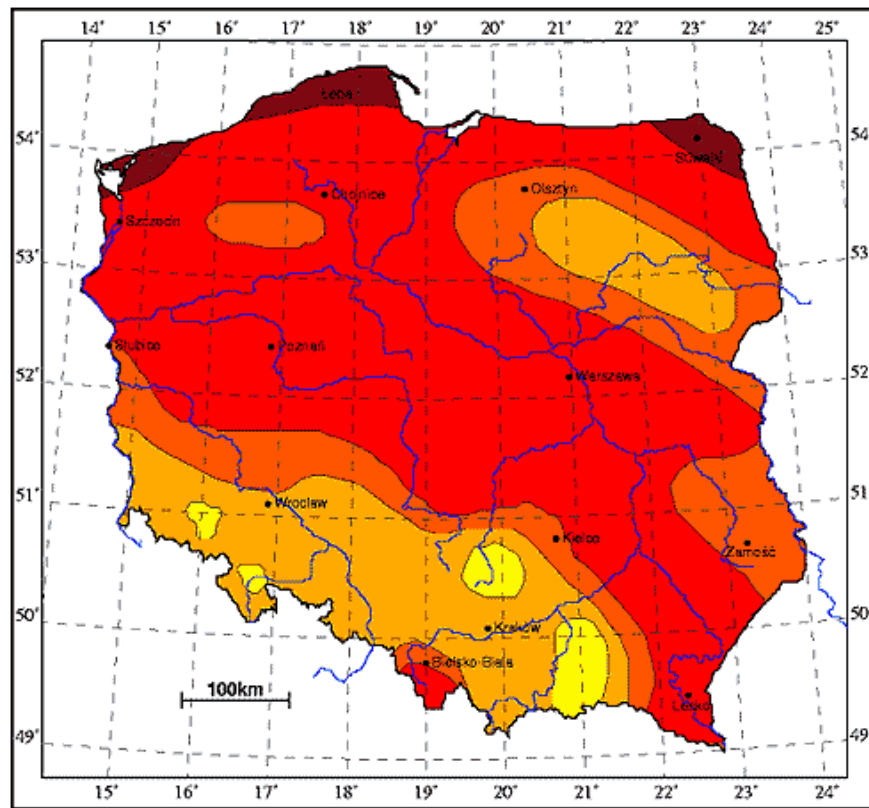 14° 15° 16° 17° 18° 19° 20° 21° 22° 23° 24° 25°
Łeba
54° 54°
Suwałki
Olsztyn
Chojnice
Szczecin
53° 53°
Słubice
Poznań
52° 52°
Warszawa
51° 51°
Wrocław
Kielce
Zamość
50° 50°
Kraków
Bielsko-Biała
100km
Lesko
49° 49°
15° 16° 17° 18° 19° 20° 21° 22° 23° 24°